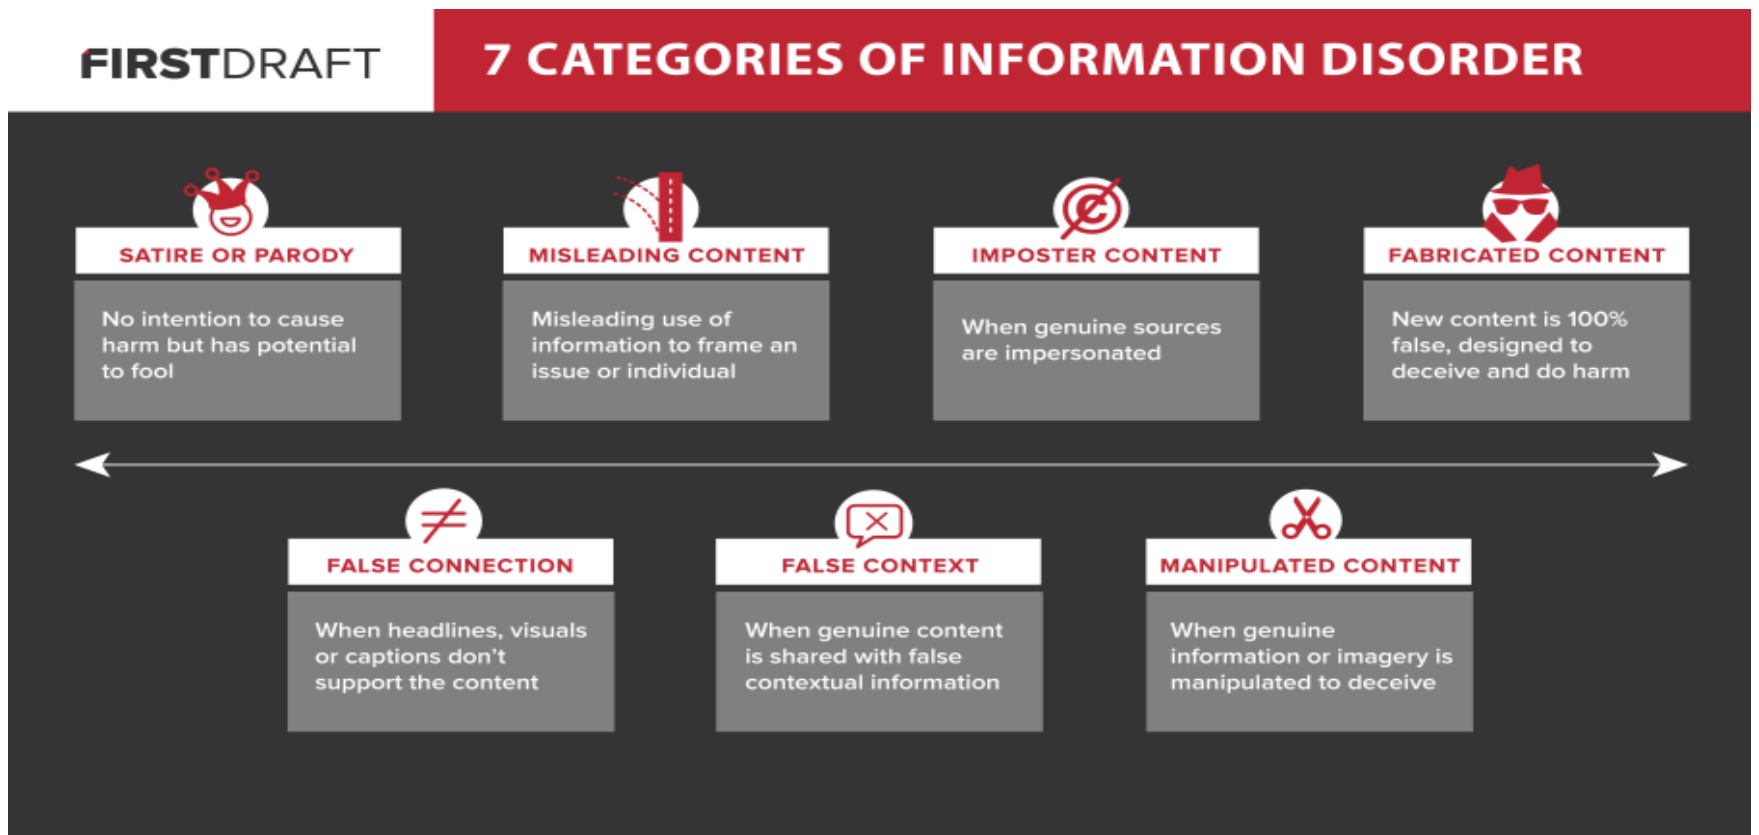 FIRSTDRAFT
7 CATEGORIES OF INFORMATION DISORDER
SATIRE OR PARODY
No intention to cause
harm but has potential
to fool
MISLEADING CONTENT
Misleading use of
information to frame an
issue or individual
IMPOSTER CONTENT
When genuine sources
are impersonated
FABRICATED CONTENT
New content is 100%
false, designed to
deceive and do harm
FALSE CONNECTION
When headlines, visuals
or captions don’t
support the content
FALSE CONTEXT
When genuine content
is shared with false
contextual information
MANIPULATED CONTENT
When genuine
information or imagery is
manipulated to deceive